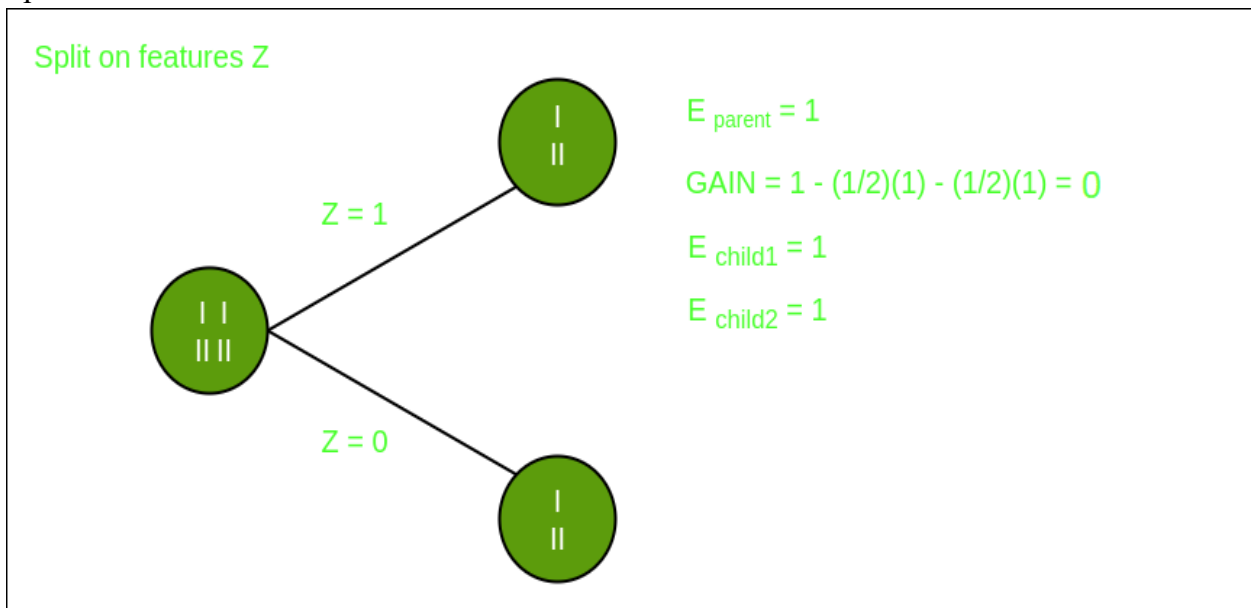 Split on features Z
I
II
E parent = 1
GAIN = 1 - (1/2)(1) - (1/2)(1) = 0
Z = 1
E child1 = 1
I I
II II
E child2 = 1
Z = 0
I
II